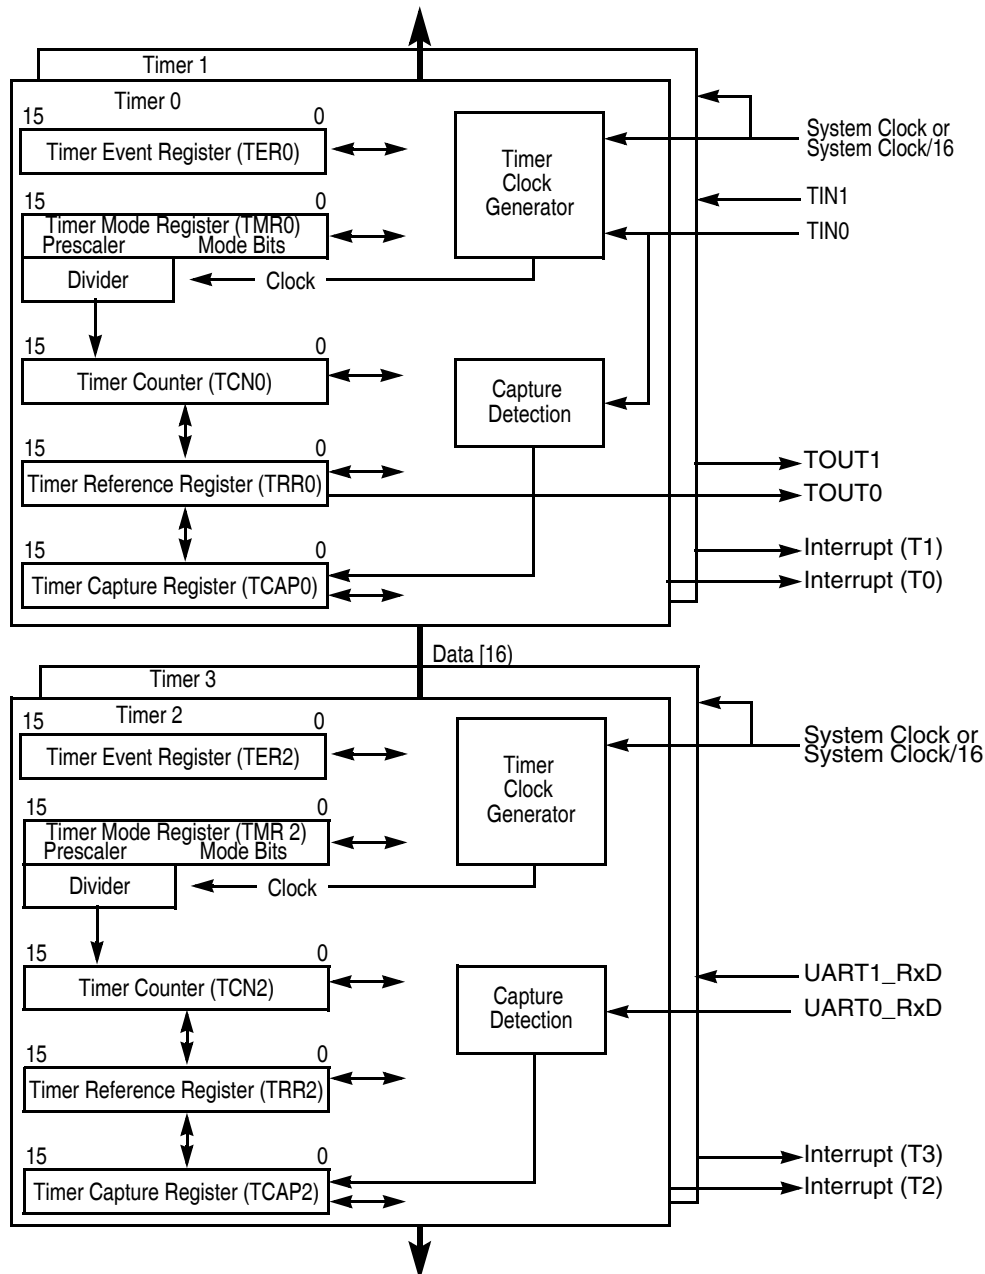 Timer 1
Timer 0
15 0
Timer Event Register (TER0)
Timer
Clock
Generator
System Clock or
System Clock/16
15 0
Timer Mode Register (TMR0)
Prescaler Mode Bits
TIN1
TIN0
Divider
Clock
15 0
Timer Counter (TCN0)
Capture
Detection
15 0
Timer Reference Register (TRR0)
TOUT1
TOUT0
15 0
Timer Capture Register (TCAP0)
Interrupt (T1)
Interrupt (T0)
Data [16)
Timer 3
Timer 2
15 0
Timer Event Register (TER2)
Timer
Clock
Generator
System Clock or
System Clock/16
15 0
Timer Mode Register (TMR 2)
Prescaler Mode Bits
Divider
Clock
15 0
Timer Counter (TCN2)
Capture
Detection
UART1_RxD
UART0_RxD
15 0
Timer Reference Register (TRR2)
15 0
Timer Capture Register (TCAP2)
Interrupt (T3)
Interrupt (T2)